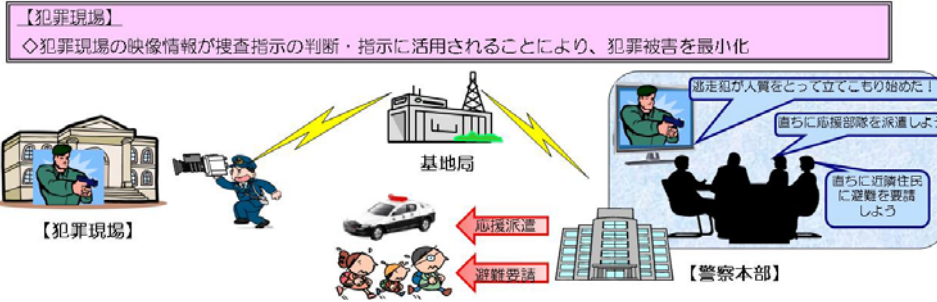 【犯罪現場】
◇犯罪現場の映像情報が捜査指示の判断・指示に活用されることにより、犯罪被害を最小化
逃走犯が人質をとって立てこもり始めた!
直ちに応援部隊を派遣しよう
基地局
直ちに近隣住民
に避難を要請
しよう
応援派遣
【犯罪現場】
避難要請
【警察本部】